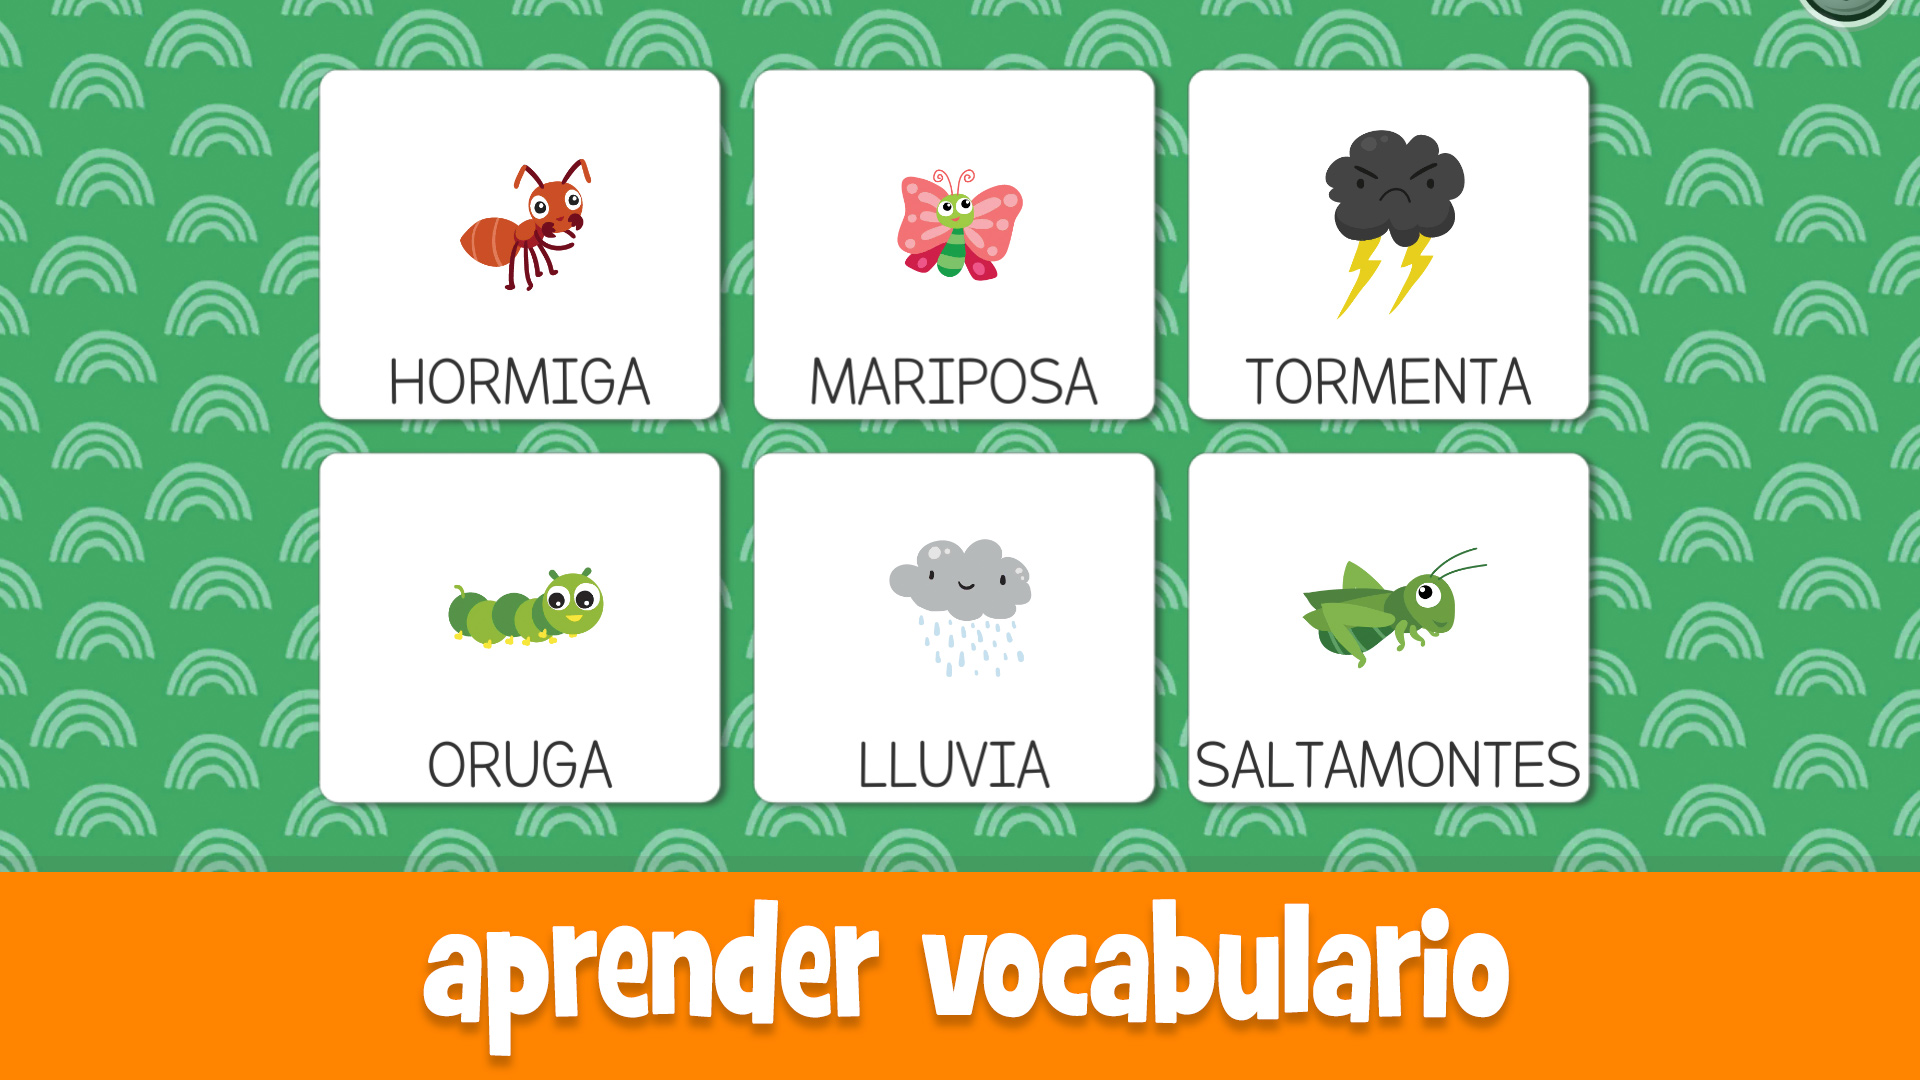 HORMIGA
MARIPOSA
TORMENTA
ORUGA
LLUVIA
SALTAMONTES
aprender vocabulario